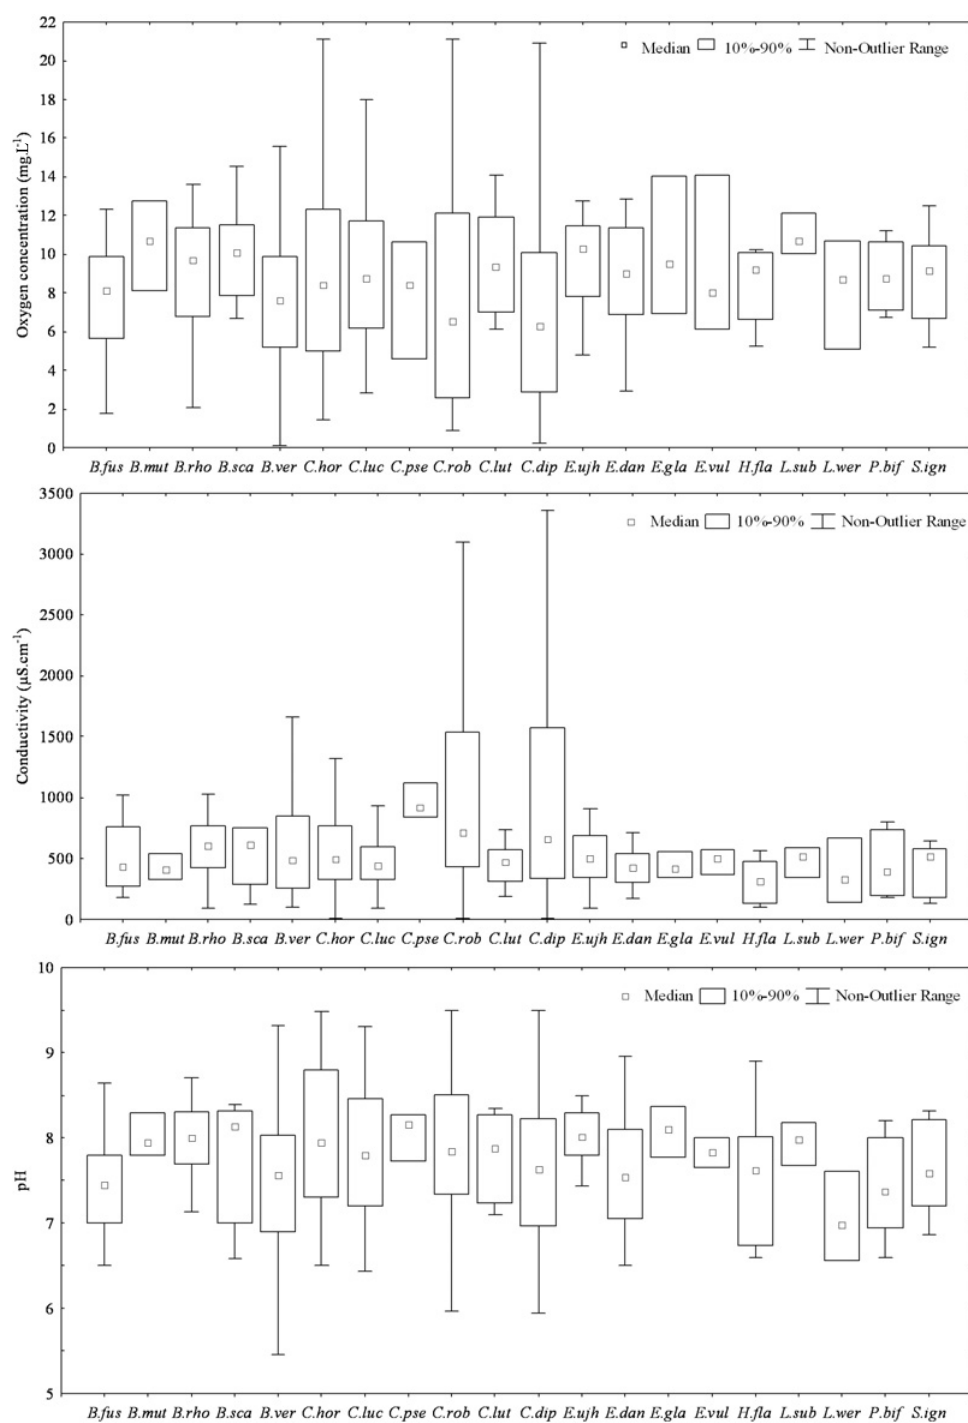 22
20
18
16
14
12
10
8
6
4
2
0
Oxygen concentration (mg.L⁻¹)
Median 10%-90% Non-Outlier Range
B.fus B.mut B.rho B.sca B.ver C.hor C.luc C.pse C.rob C.lut C.dip E.ujh E.dan E.gla E.vul H.fla L.sub L.wer P.bif S.ign
3500
3000
2500
2000
1500
1000
500
0
Conductivity (µS.cm⁻¹)
Median 10%-90% Non-Outlier Range
B.fus B.mut B.rho B.sca B.ver C.hor C.luc C.pse C.rob C.lut C.dip E.ujh E.dan E.gla E.vul H.fla L.sub L.wer P.bif S.ign
10
9
8
7
6
5
pH
Median 10%-90% Non-Outlier Range
B.fus B.mut B.rho B.sca B.ver C.hor C.luc C.pse C.rob C.lut C.dip E.ujh E.dan E.gla E.vul H.fla L.sub L.wer P.bif S.ign